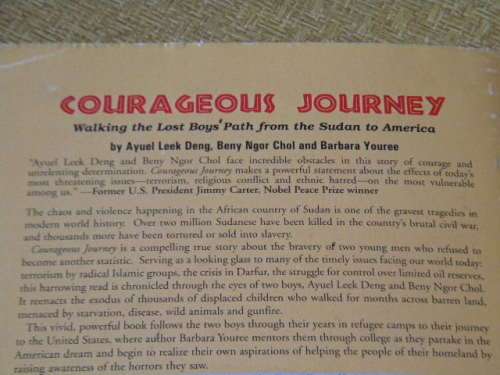 COURAGEOUS JOURNEY
Walking the Lost Boys' Path from the Sudan to America
by Ayuel Leek Deng, Beny Ngor Chol and Barbara Youree
"Ayuel Leek Deng and Beny Ngor Chol face incredible obstacles in this story of courage and
unrelenting determination. Courageous Journey makes a powerful statement about the effects of today's
most threatening issues—terrorism, religious conflict and ethnic hatred—on the most vulnerable
among us." —Former U.S. President Jimmy Carter, Nobel Peace Prize winner
The chaos and violence happening in the African country of Sudan is one of the gravest tragedies in
modern world history. Over two million Sudanese have been killed in the country's brutal civil war,
and thousands more have been tortured or sold into slavery.
Courageous Journey is a compelling true story about the bravery of two young men who refused to
become another statistic. Serving as a looking glass to many of the timely issues facing our world today:
terrorism by radical Islamic groups, the crisis in Darfur, the struggle for control over limited oil reserves,
this harrowing read is chronicled through the eyes of two boys, Ayuel Leek Deng and Beny Ngor Chol.
It reenacts the exodus of thousands of displaced children who walked for months across barren land,
menaced by starvation, disease, wild animals and gunfire.
This vivid, powerful book follows the two boys through their years in refugee camps to their journey
to the United States, where author Barbara Youree mentors them through college as they partake in the
American dream and begin to realize their own aspirations of helping the people of their homeland by
raising awareness of the horrors they saw.